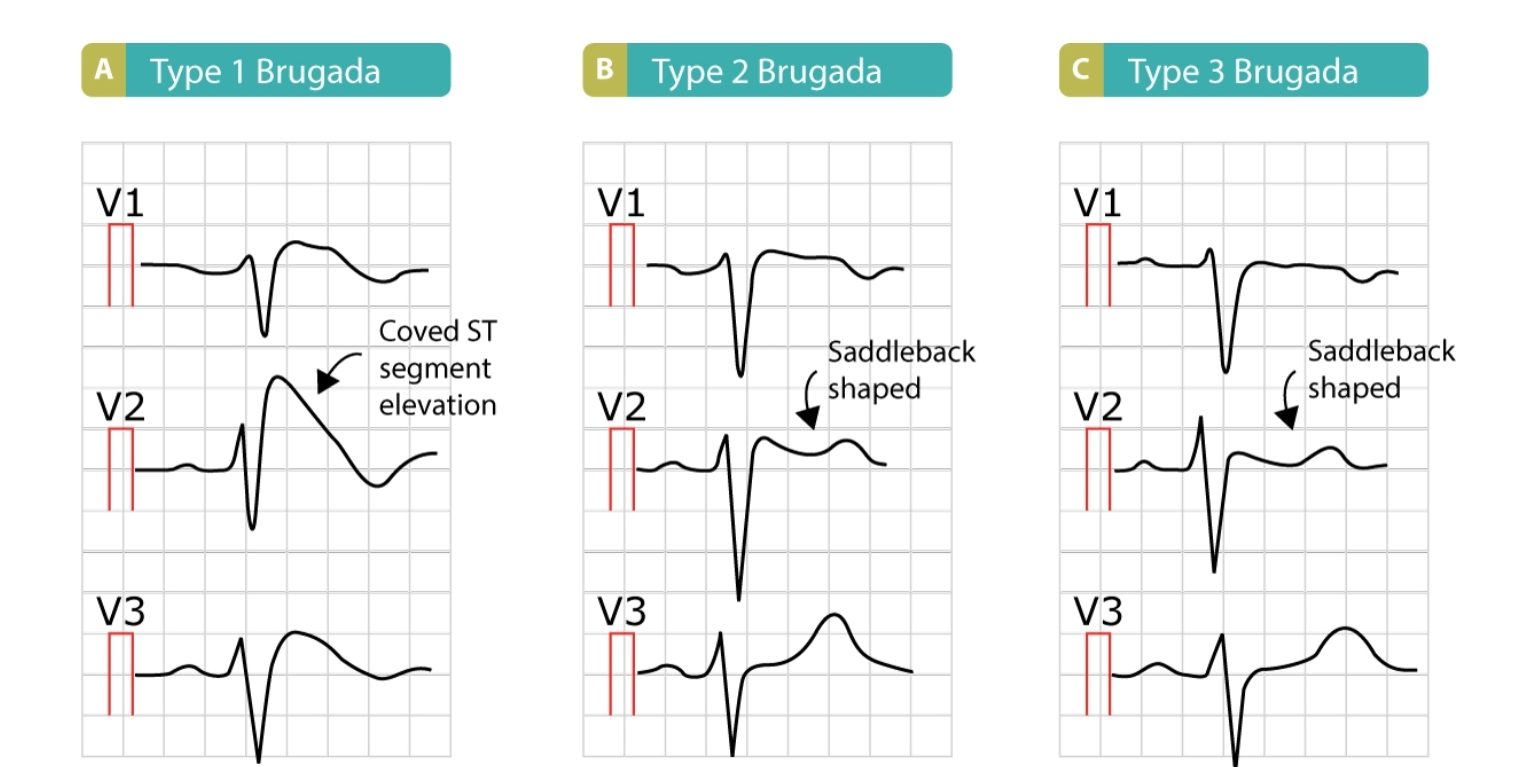 A Type 1 Brugada
B Type 2 Brugada
C Type 3 Brugada
V1
V1
V1
Coved ST
segment
elevation
Saddleback
shaped
Saddleback
shaped
V2
V2
V2
V3
V3
V3